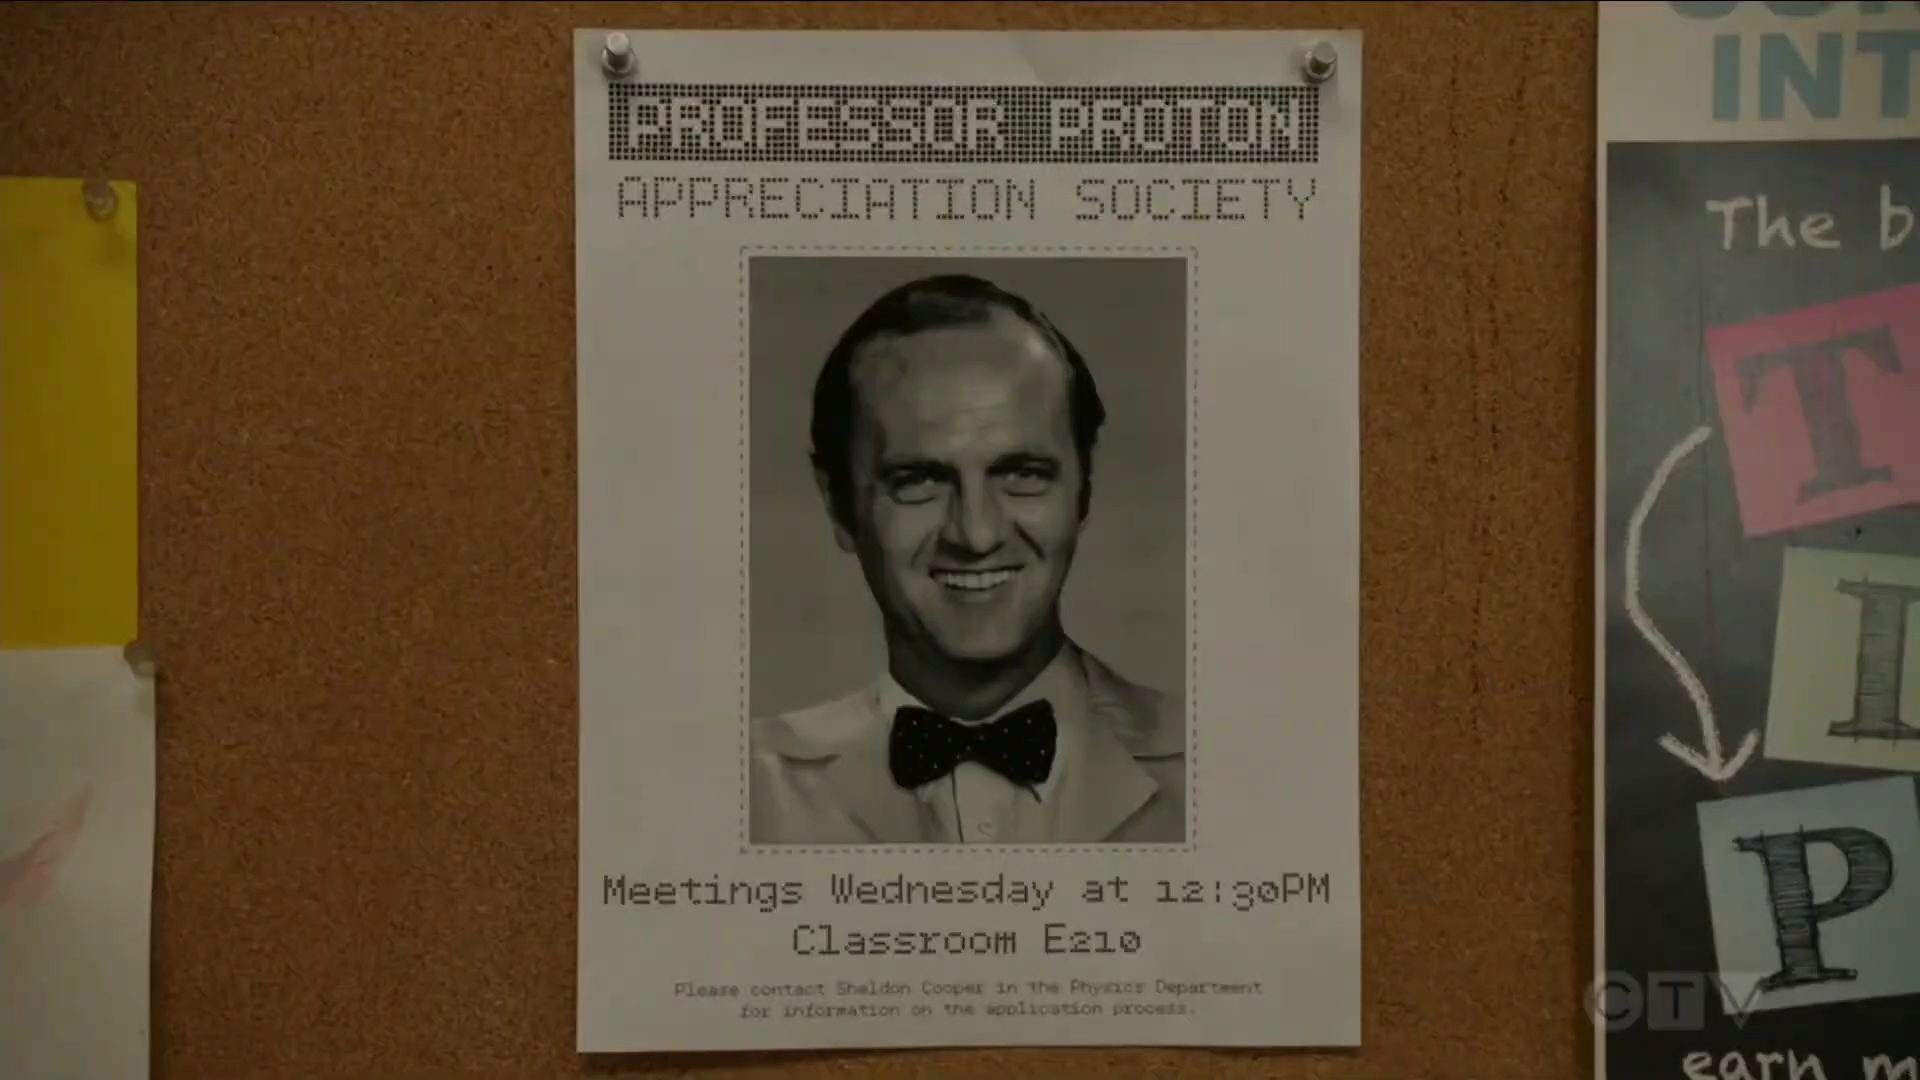 PROFESSOR PROTON
APPRECIATION SOCIETY
Meetings Wednesday at 12:30PM
Classroom E210
Please contact Sheldon Cooper in the Physics Department
for information on the application process.
INT
The b
T
I
P
earn m
CTV